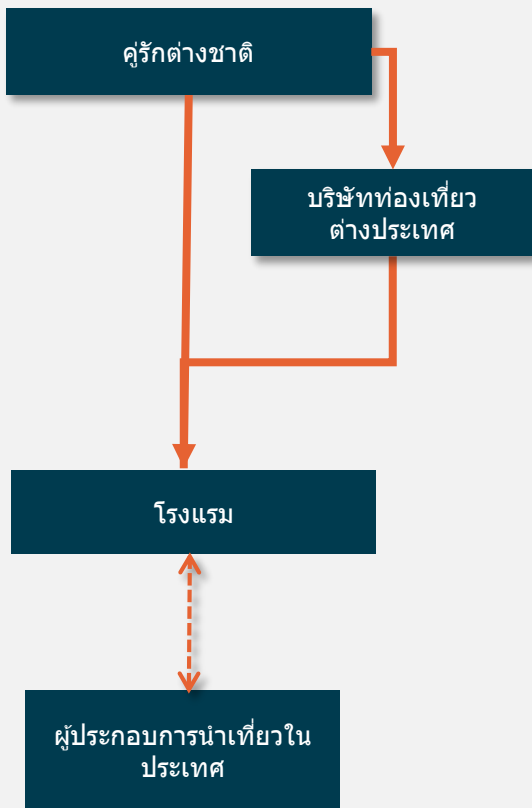 คู่รักต่างชาติ
บริษัทท่องเที่ยว
ต่างประเทศ
โรงแรม
ผู้ประกอบการนำเที่ยวใน
ประเทศ